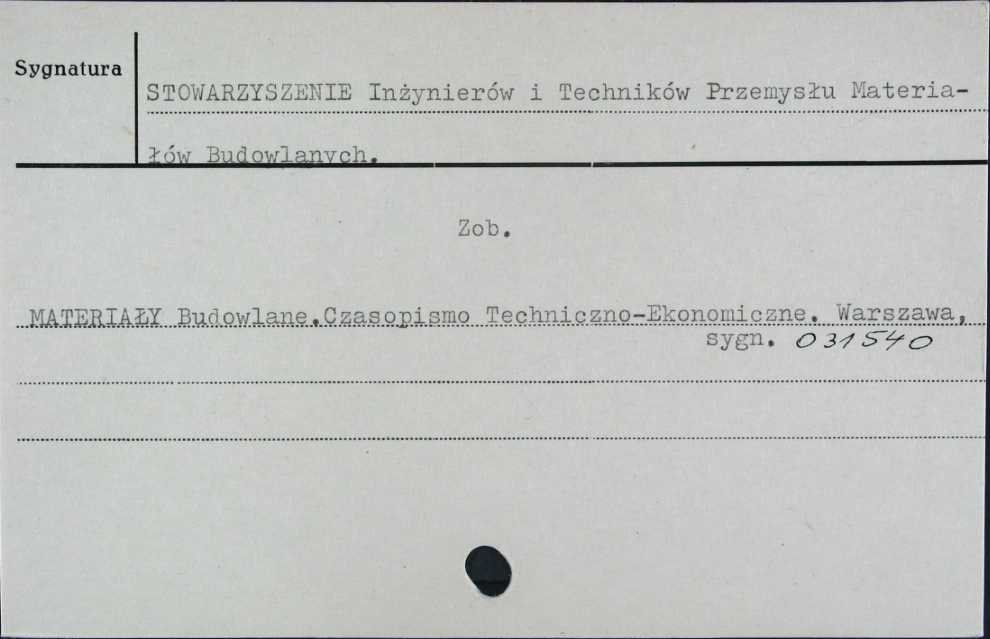 Sygnatura
STOWARZYSZENIE Inżynierów i Techników Przemysłu Materia-
łów Budowlanych.
Zob.
MATERIAŁY Budowlane.Czasopismo Techniczno-Ekonomiczne. Warszawa,
sygn. 031540